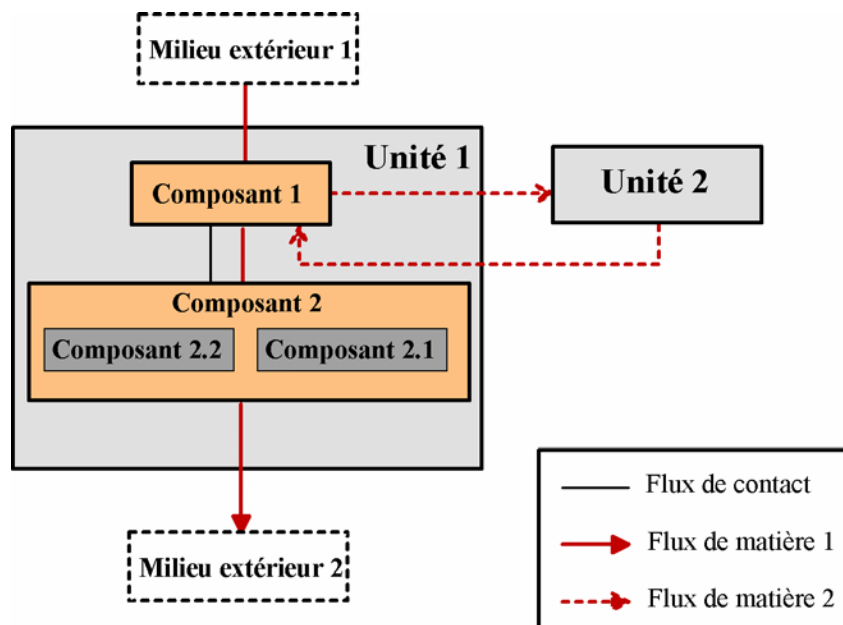 Milieu extérieur 1
Unité 1
Composant 1
Unité 2
Composant 2
Composant 2.2
Composant 2.1
Milieu extérieur 2
Flux de contact
Flux de matière 1
Flux de matière 2